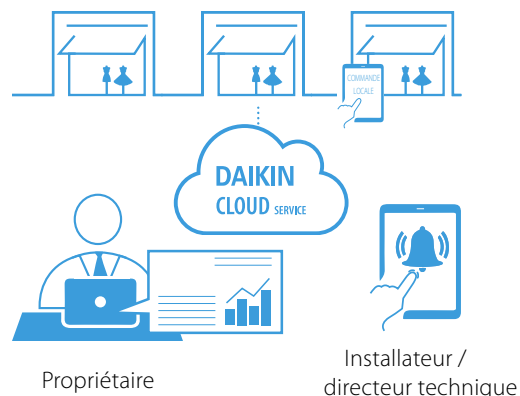 COMMANDE
LOCALE
DAIKIN
CLOUD SERVICE
Propriétaire
Installateur /
directeur technique